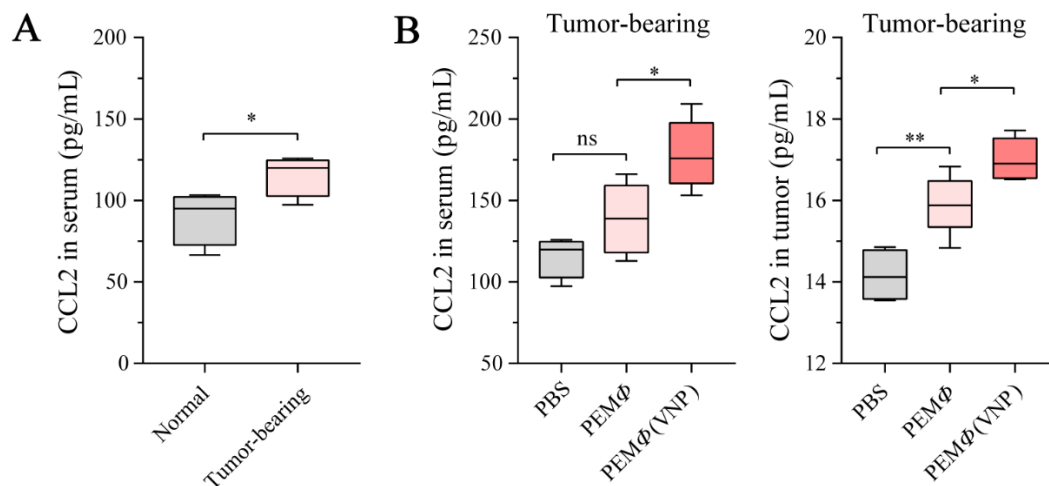 A
CCL2 in serum (pg/mL)
200
150
100
50
0
*
Normal
Tumor-bearing
B
Tumor-bearing
CCL2 in serum (pg/mL)
250
200
150
100
50
ns
*
PBS
PEMΦ
PEMΦ(VNP)
Tumor-bearing
CCL2 in tumor (pg/mL)
20
18
16
14
12
**
*
PBS
PEMΦ
PEMΦ(VNP)